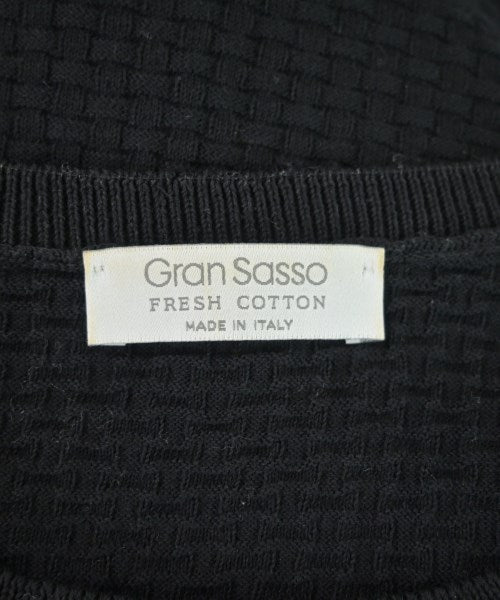 Gran Sasso
FRESH COTTON
MADE IN ITALY